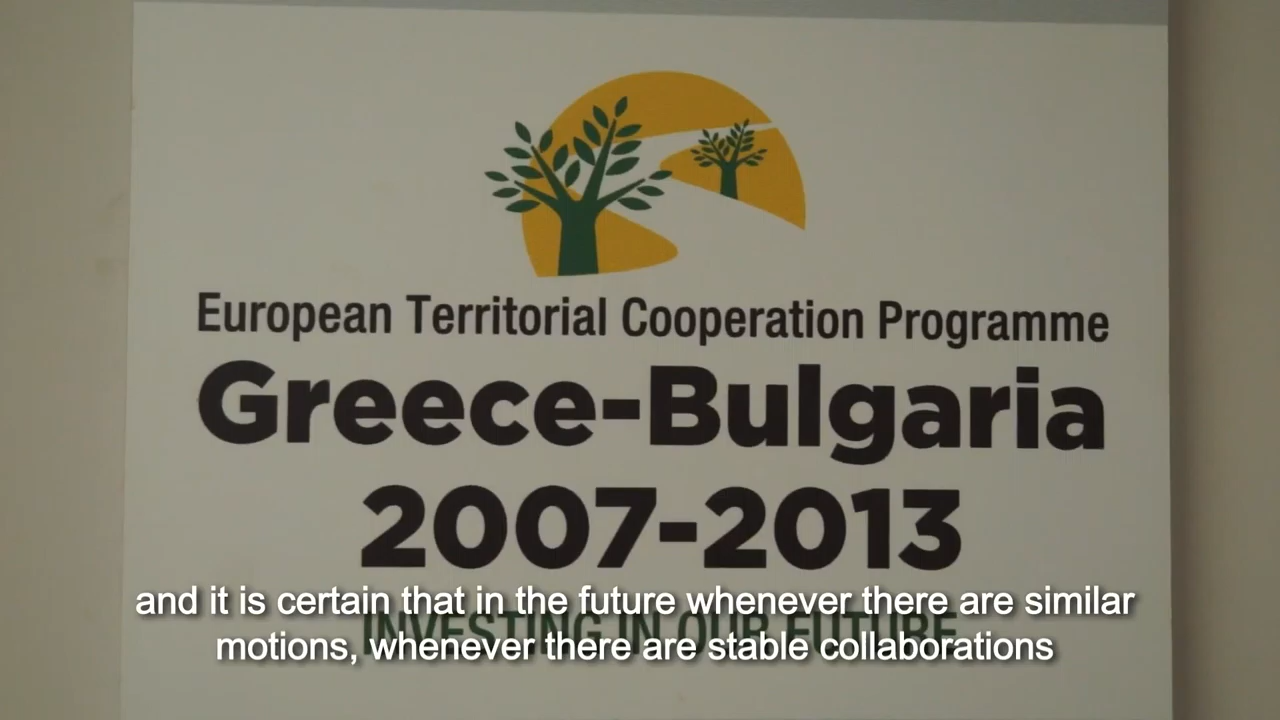 European Territorial Cooperation Programme
Greece-Bulgaria
2007-2013
INVESTING IN OUR FUTURE
and it is certain that in the future whenever there are similar
motions, whenever there are stable collaborations